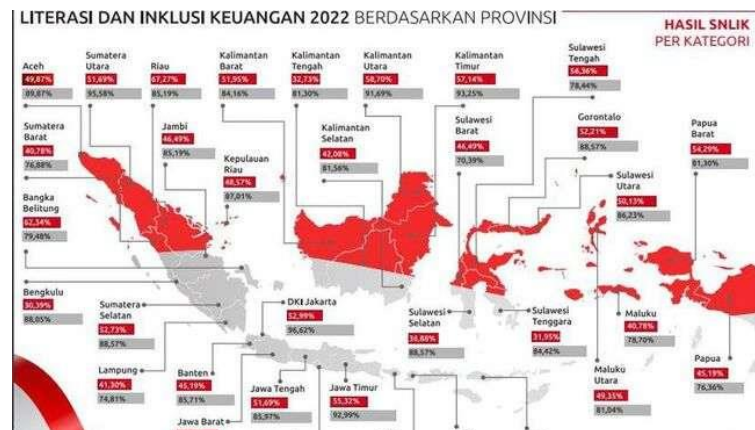 LITERASI DAN INKLUSI KEUANGAN 2022 BERDASARKAN PROVINSI
HASIL SNLIK
PER KATEGORI
Aceh
49,87%
89,87%
Sumatera
Utara
51,69%
95,58%
Riau
67,27%
85,19%
Kalimantan
Barat
51,95%
84,16%
Kalimantan
Tengah
32,73%
81,30%
Kalimantan
Utara
58,70%
91,69%
Kalimantan
Timur
57,14%
93,25%
Sulawesi
Tengah
56,36%
78,44%
Sumatera
Barat
40,78%
76,88%
Jambi
46,49%
85,19%
Kepulauan
Riau
48,57%
87,01%
Kalimantan
Selatan
42,08%
81,56%
Sulawesi
Barat
46,49%
70,39%
Gorontalo
52,21%
88,57%
Papua
Barat
54,29%
81,30%
Sulawesi
Utara
50,13%
86,23%
Bangka
Belitung
62,34%
79,48%
Bengkulu
30,39%
88,05%
Sumatera
Selatan
52,73%
88,57%
DKI Jakarta
52,99%
96,62%
Sulawesi
Selatan
36,88%
88,57%
Sulawesi
Tenggara
31,95%
84,42%
Maluku
40,78%
78,70%
Papua
45,19%
76,36%
Lampung
41,30%
74,81%
Banten
45,19%
85,71%
Jawa Tengah
51,69%
85,97%
Jawa Timur
55,32%
92,99%
Maluku
Utara
49,35%
81,04%
Jawa Barat